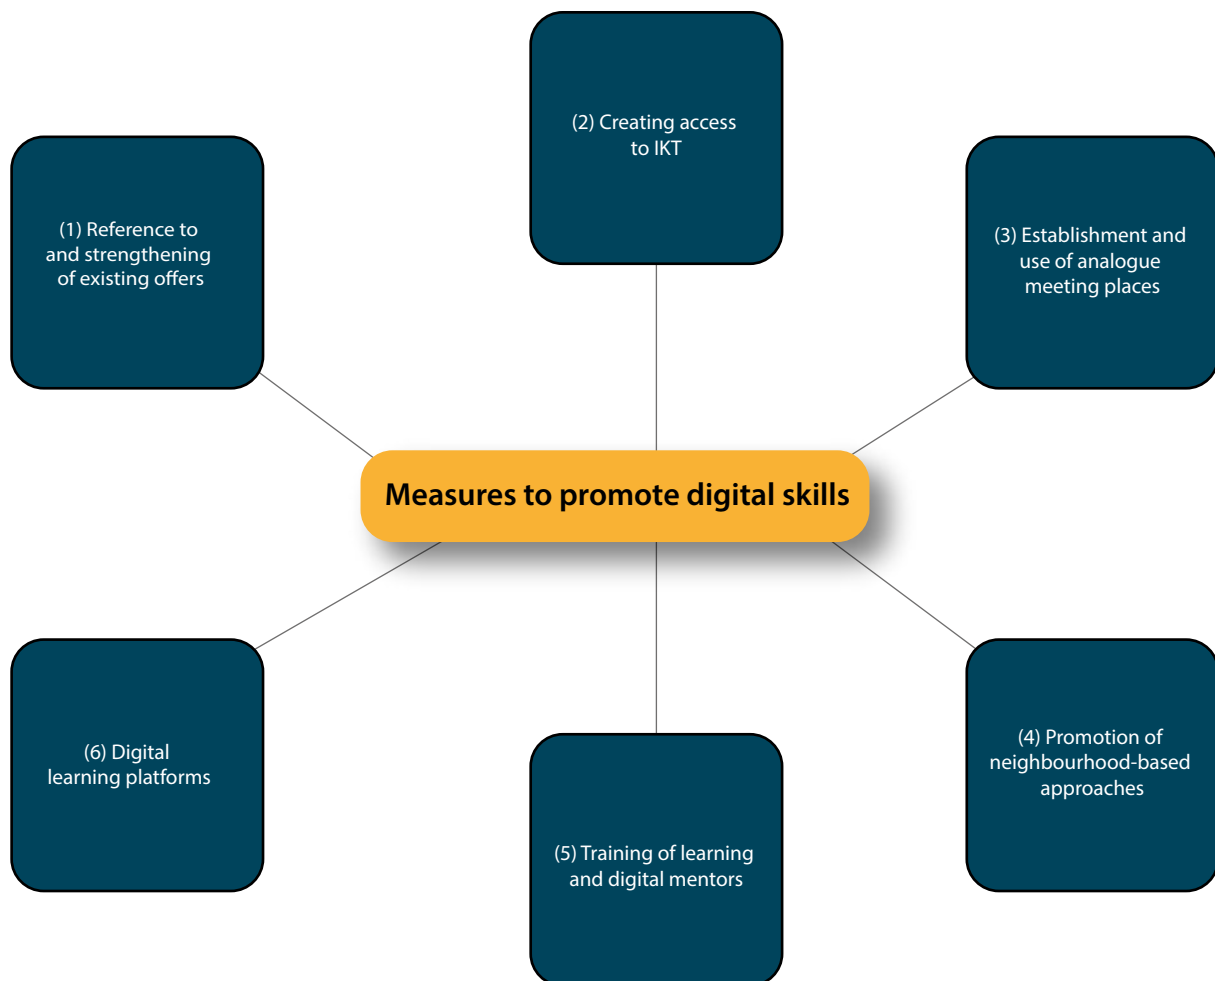 (1) Reference to
and strengthening
of existing offers
(2) Creating access
to IKT
(3) Establishment and
use of analogue
meeting places
Measures to promote digital skills
(4) Promotion of
neighbourhood-based
approaches
(5) Training of learning
and digital mentors
(6) Digital
learning platforms